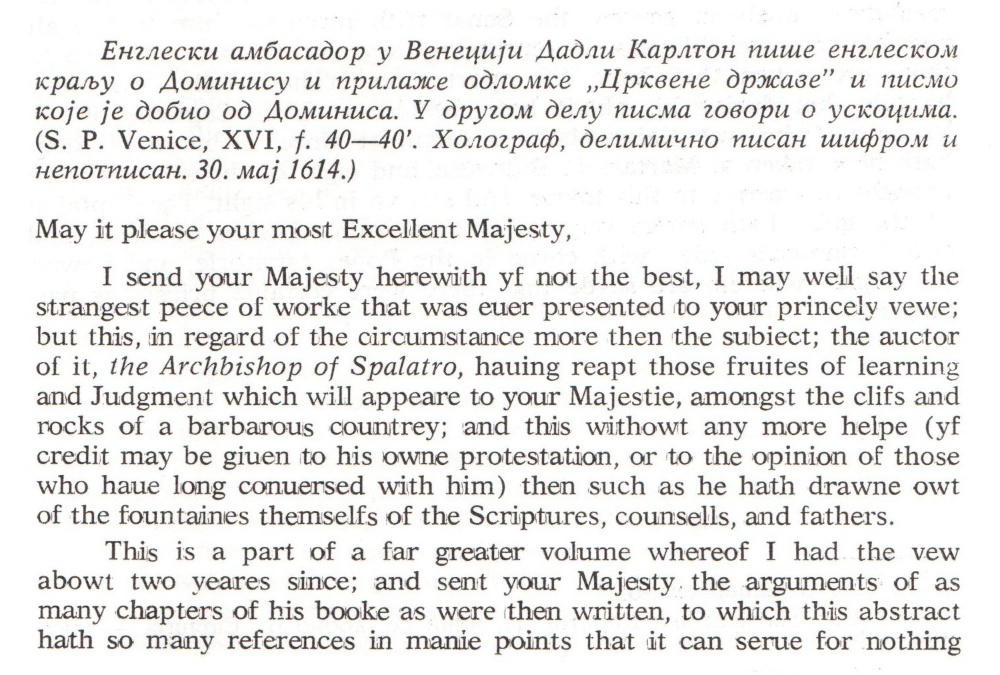 Енглески амбасадор у Венецији Дадли Карлтон пише енглеском
краљу о Доминису и прилаже одломке „Црквене државе” и писмо
које је добио од Доминиса. У другом делу писма говори о ускоцима.
(S. P. Venice, XVI, f. 40—40'. Холограф, делимично писан шифром и
непотписан. 30. мај 1614.)
May it please your most Excellent Majesty,
I send your Majesty herewith yf not the best, I may well say the
strangest peece of worke that was euer presented to your princely vewe;
but this, in regard of the circumstance more then the subiect; the auctor
of it, the Archbishop of Spalatro, hauing reapt those fruites of learning
and Judgment which will appeare to your Majestie, amongst the clifs and
rocks of a barbarous countrey; and this withowt any more helpe (yf
credit may be giuen to his owne protestation, or to the opinion of those
who haue long conuersed with him) then such as he hath drawne owt
of the fountaines themselfs of the Scriptures, counsells, and fathers.
This is a part of a far greater volume whereof I had the vew
abowt two yeares since; and sent your Majesty the arguments of as
many chapters of his booke as were then written, to which this abstract
hath so many references in manie points that it can serue for nothing